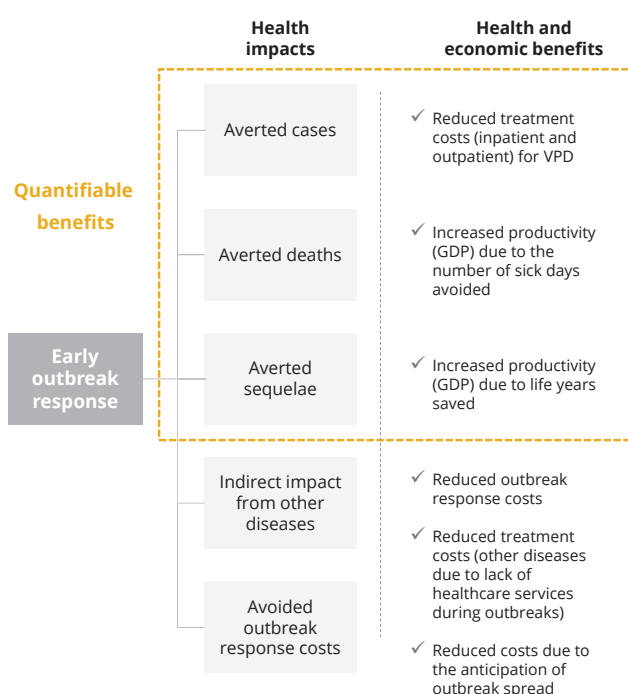 Health
impacts
Health and
economic benefits
Quantifiable
benefits
Early
outbreak
response
Averted cases
✓ Reduced treatment
costs (inpatient and
outpatient) for VPD
Averted deaths
✓ Increased productivity
(GDP) due to the
number of sick days
avoided
Averted
sequelae
✓ Increased productivity
(GDP) due to life years
saved
Indirect impact
from other
diseases
✓ Reduced outbreak
response costs
✓ Reduced treatment
costs (other diseases
due to lack of
healthcare services
during outbreaks)
Avoided
outbreak
response costs
✓ Reduced costs due to
the anticipation of
outbreak spread